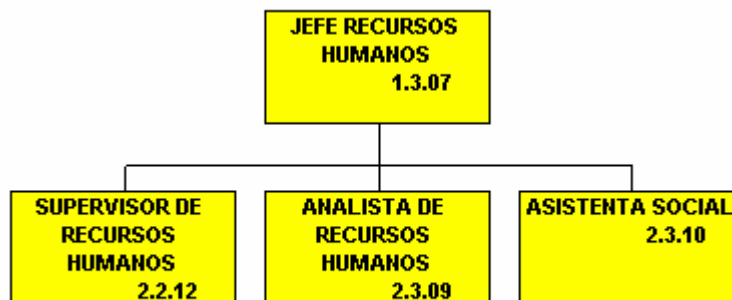 JEFE RECURSOS
HUMANOS
1.3.07
SUPERVISOR DE
RECURSOS
HUMANOS
2.2.12
ANALISTA DE
RECURSOS
HUMANOS
2.3.09
ASISTENTA SOCIAL
2.3.10